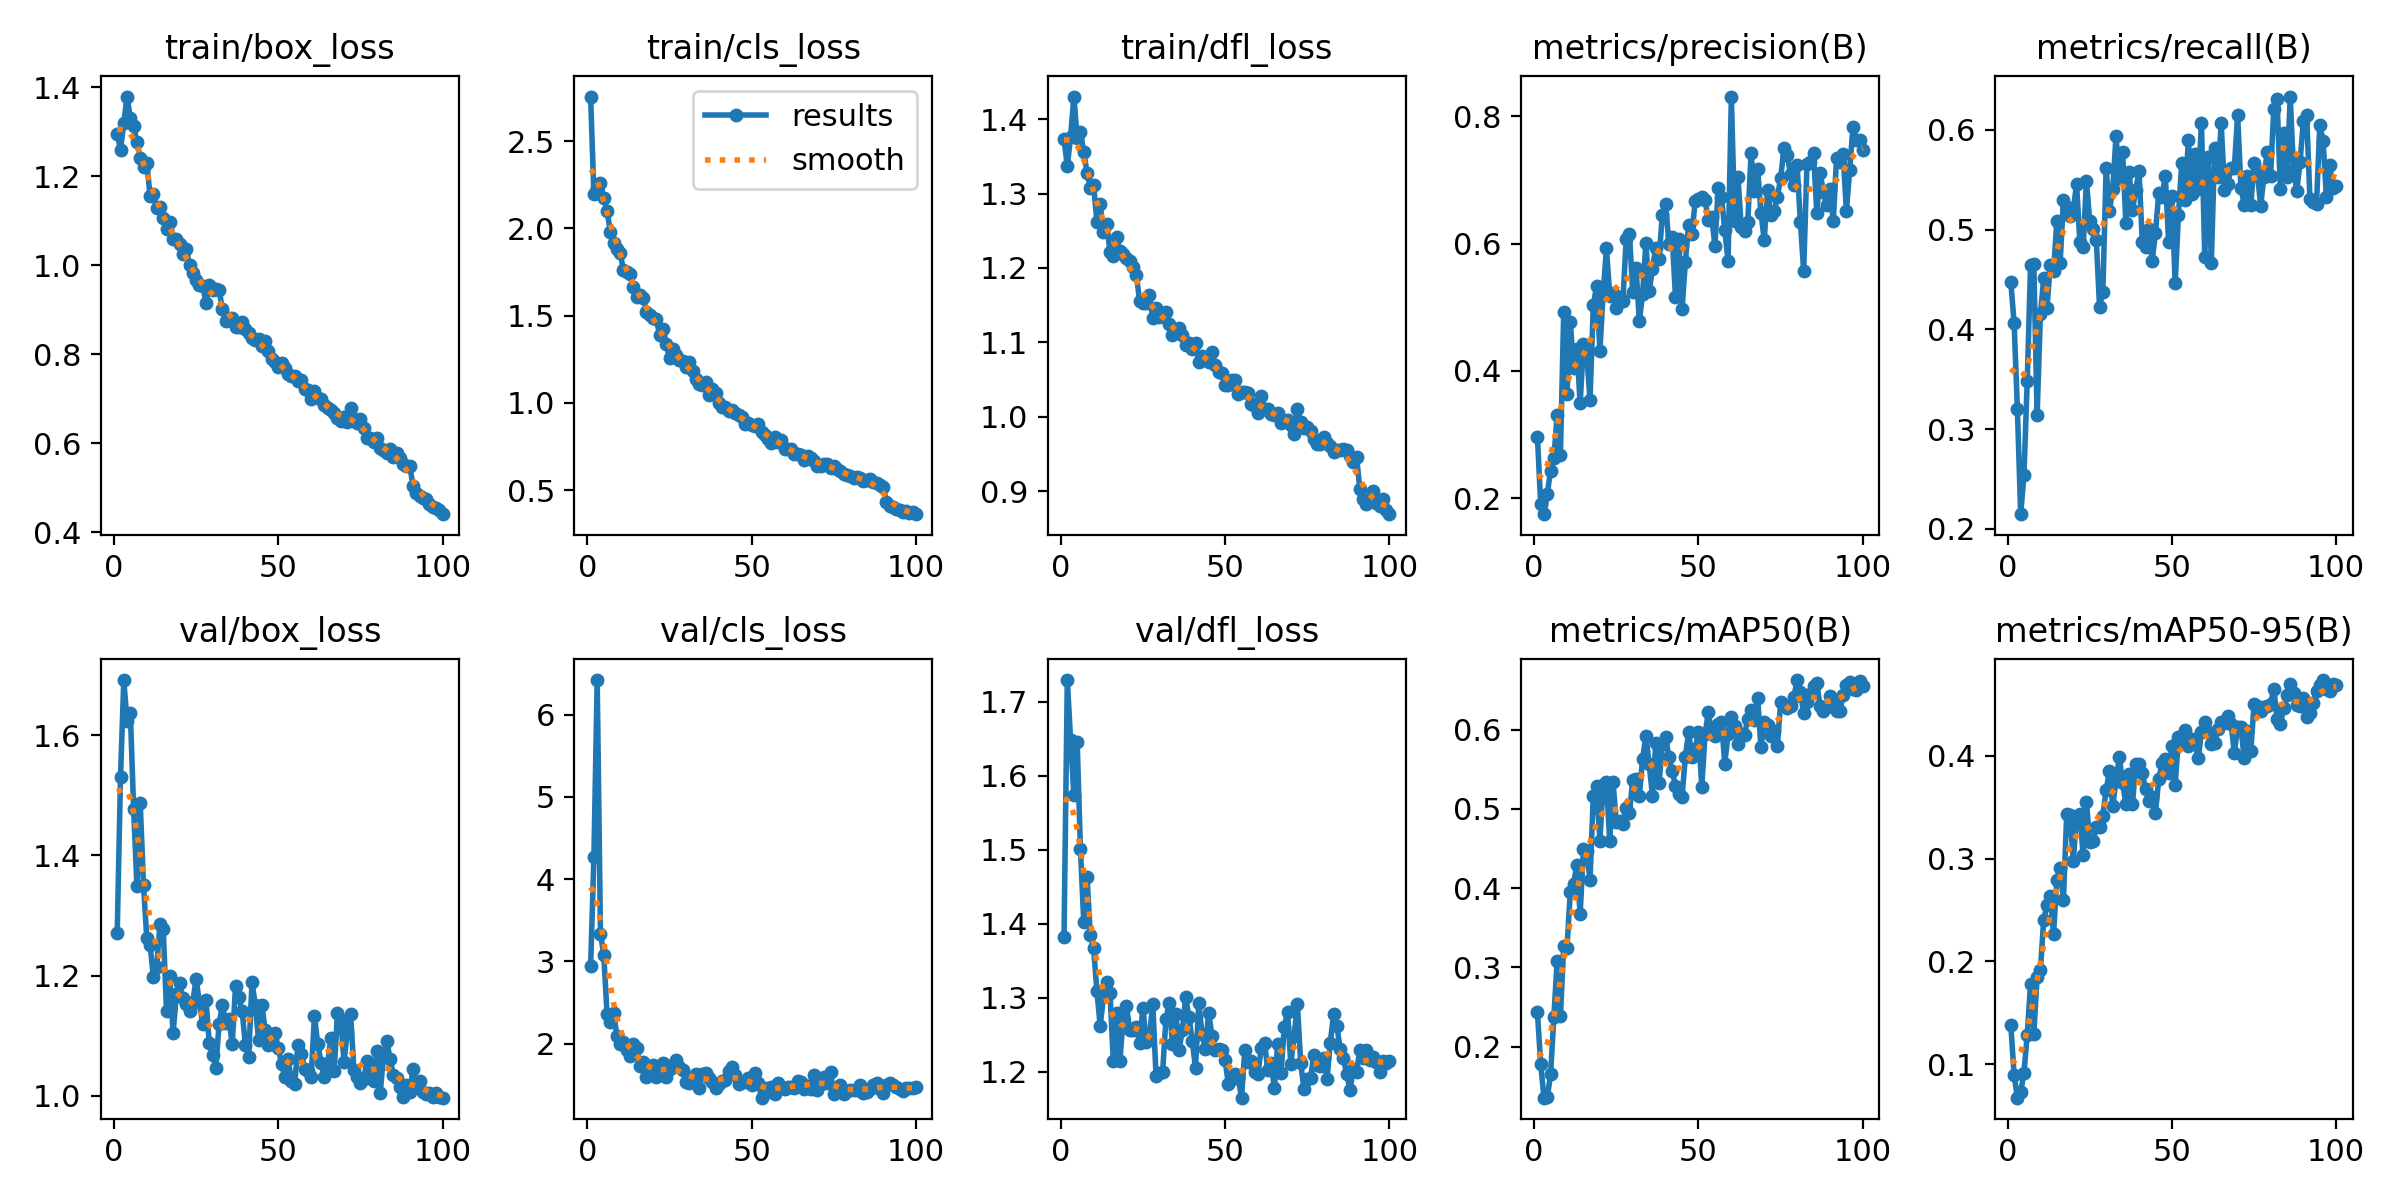 train/box_loss
1.4
1.2
1.0
0.8
0.6
0.4
0 50 100
train/cls_loss
results
smooth
2.5
2.0
1.5
1.0
0.5
0 50 100
train/dfl_loss
1.4
1.3
1.2
1.1
1.0
0.9
0 50 100
metrics/precision(B)
0.8
0.6
0.4
0.2
0 50 100
metrics/recall(B)
0.6
0.5
0.4
0.3
0.2
0 50 100
val/box_loss
1.6
1.4
1.2
1.0
0 50 100
val/cls_loss
6
5
4
3
2
0 50 100
val/dfl_loss
1.7
1.6
1.5
1.4
1.3
1.2
0 50 100
metrics/mAP50(B)
0.6
0.5
0.4
0.3
0.2
0 50 100
metrics/mAP50-95(B)
0.4
0.3
0.2
0.1
0 50 100